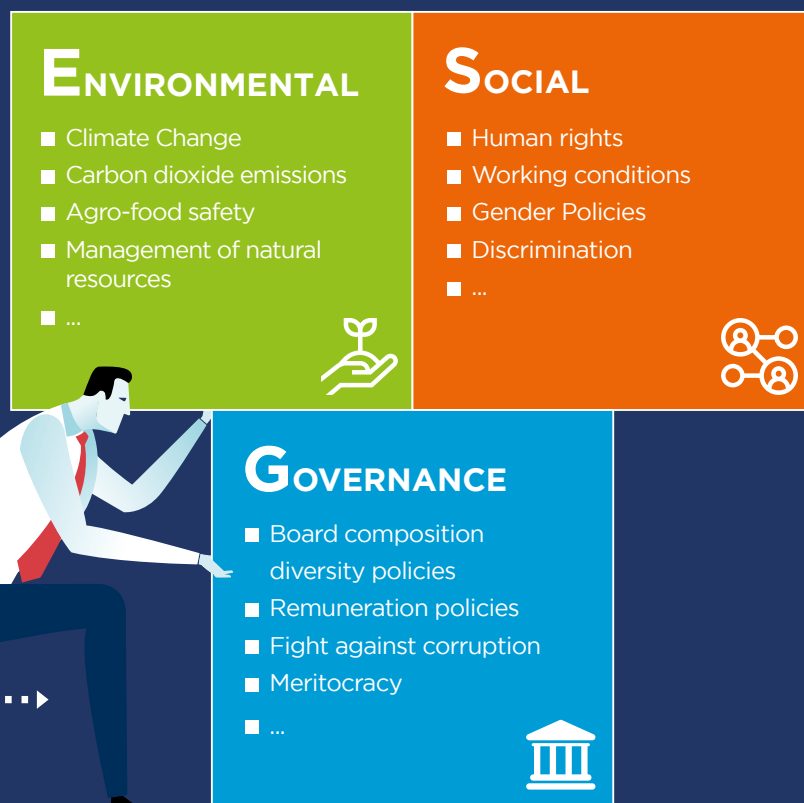 ENVIRONMENTAL
Climate Change
Carbon dioxide emissions
Agro-food safety
Management of natural
resources
...
SOCIAL
Human rights
Working conditions
Gender Policies
Discrimination
...
GOVERNANCE
Board composition
diversity policies
Remuneration policies
Fight against corruption
Meritocracy
...